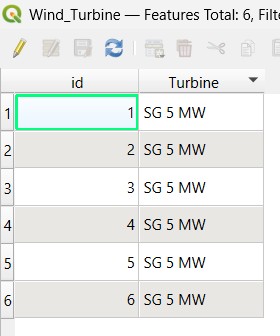 Wind_Turbine — Features Total: 6, Filt
id Turbine
1 1 SG 5 MW
2 2 SG 5 MW
3 3 SG 5 MW
4 4 SG 5 MW
5 5 SG 5 MW
6 6 SG 5 MW